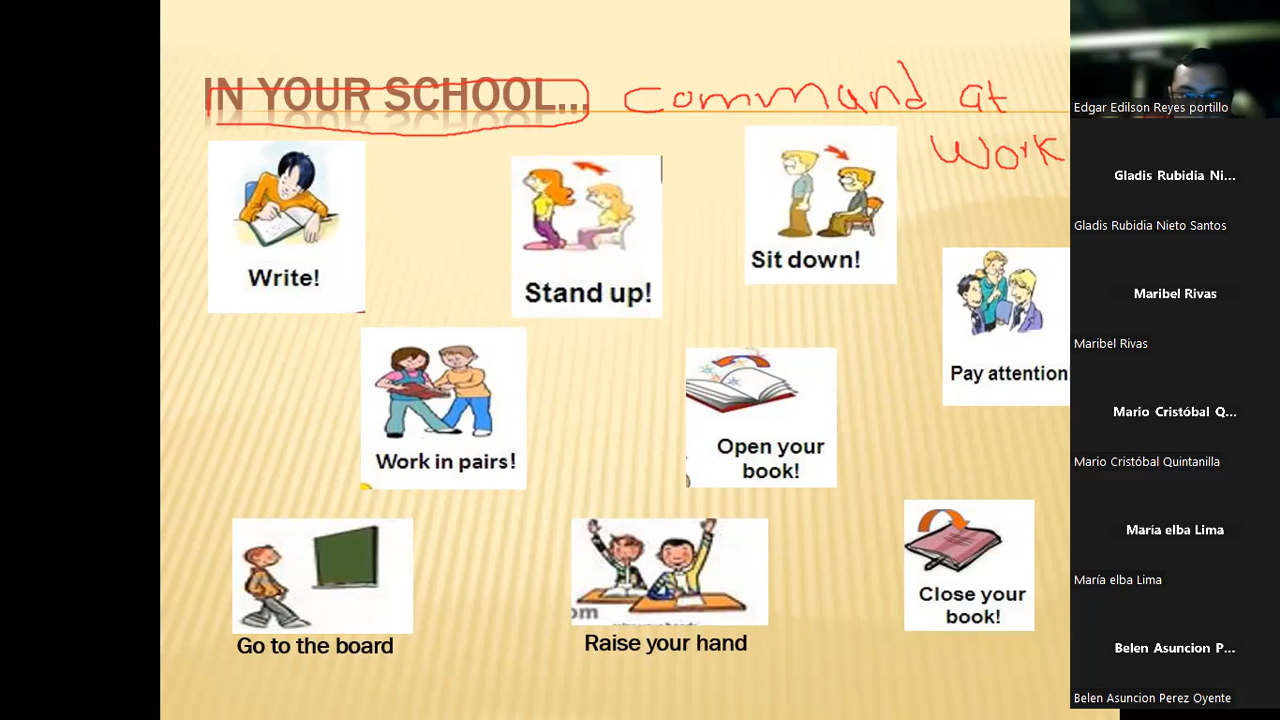 IN YOUR SCHOOL...
command at
work
Write!
Stand up!
Sit down!
Pay attention
Work in pairs!
Open your
book!
Go to the board
om
Raise your hand
Close your
book!
Edgar Edilson Reyes portillo
Gladis Rubidia Ni...
Gladis Rubidia Nieto Santos
Maribel Rivas
Maribel Rivas
Mario Cristóbal Q...
Mario Cristóbal Quintanilla
María elba Lima
María elba Lima
Belen Asuncion P...
Belen Asuncion Perez Oyente